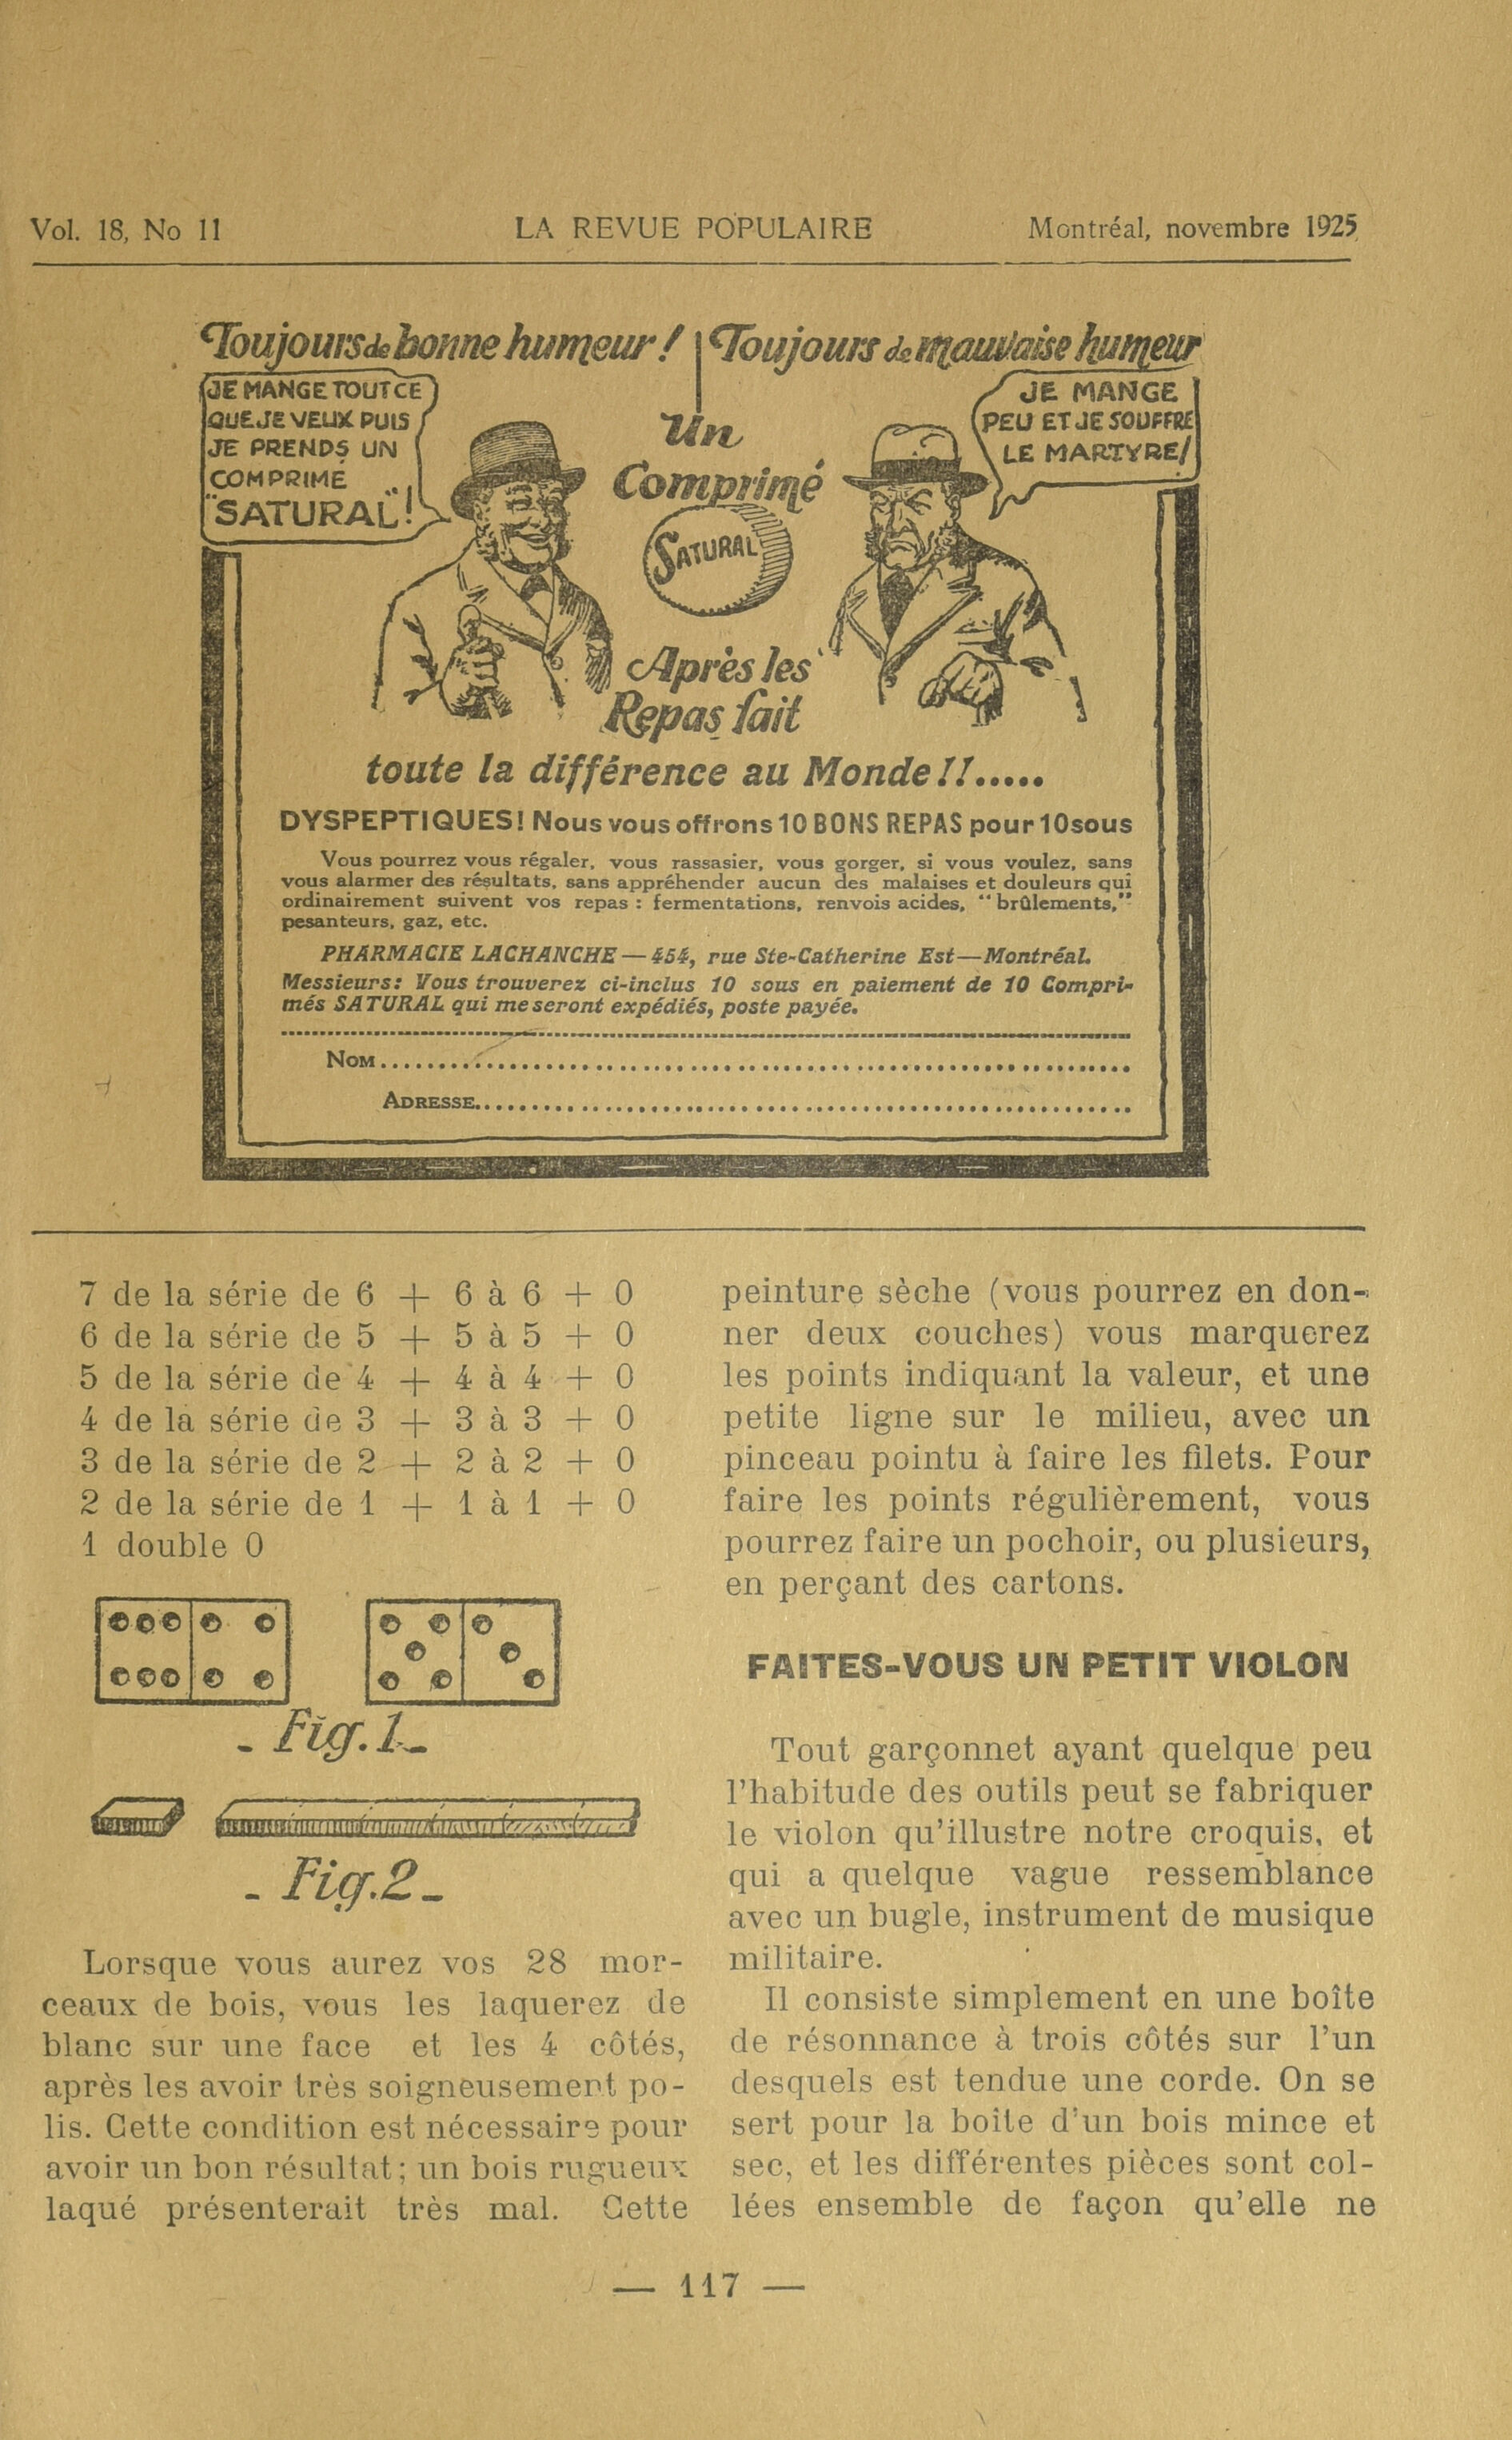 Vol. 18, No 11 LA REVUE POPULAIRE Montréal, novembre 1925
Toujours de bonne humeur !
Toujours de mauvaise humeur
JE MANGE TOUT CE
QUE JE VEUX PUIS
JE PRENDS UN
COMPRIME
"SATURAL"!
JE MANGE
PEU ET JE SOUFFRE
LE MARTYRE!
Un
Comprimé
SATURAL
Après les
Repas fait
toute la différence au Monde!!.....
DYSPEPTIQUES! Nous vous offrons 10 BONS REPAS pour 10 sous
Vous pourrez vous régaler, vous rassasier, vous gorger, si vous voulez, sans
vous alarmer des résultats, sans appréhender aucun des malaises et douleurs qui
ordinairement suivent vos repas : fermentations, renvois acides, "brûlements,"
pesanteurs, gaz, etc.
PHARMACIE LACHANCHE—454, rue Ste-Catherine Est—Montréal.
Messieurs: Vous trouverez ci-inclus 10 sous en paiement de 10 Compri-
més SATURAL qui me seront expédiés, poste payée.
NOM
ADRESSE
7 de la série de 6 + 6 à 6 + 0
6 de la série de 5 + 5 à 5 + 0
5 de la série de 4 + 4 à 4 + 0
4 de la série de 3 + 3 à 3 + 0
3 de la série de 2 + 2 à 2 + 0
2 de la série de 1 + 1 à 1 + 0
1 double 0
- Fig. 1 -
- Fig. 2 -
Lorsque vous aurez vos 28 mor-
ceaux de bois, vous les laquerez de
blanc sur une face et les 4 côtés,
après les avoir très soigneusement po-
lis. Cette condition est nécessaire pour
avoir un bon résultat; un bois rugueux
laqué présenterait très mal. Cette
peinture sèche (vous pourrez en don-
ner deux couches) vous marquerez
les points indiquant la valeur, et une
petite ligne sur le milieu, avec un
pinceau pointu à faire les filets. Pour
faire les points régulièrement, vous
pourrez faire un pochoir, ou plusieurs,
en perçant des cartons.
FAITES-VOUS UN PETIT VIOLON
Tout garçonnet ayant quelque peu
l'habitude des outils peut se fabriquer
le violon qu'illustre notre croquis, et
qui a quelque vague ressemblance
avec un bugle, instrument de musique
militaire.
Il consiste simplement en une boîte
de résonnance à trois côtés sur l'un
desquels est tendue une corde. On se
sert pour la boite d'un bois mince et
sec, et les différentes pièces sont col-
lées ensemble de façon qu'elle ne
— 117 —